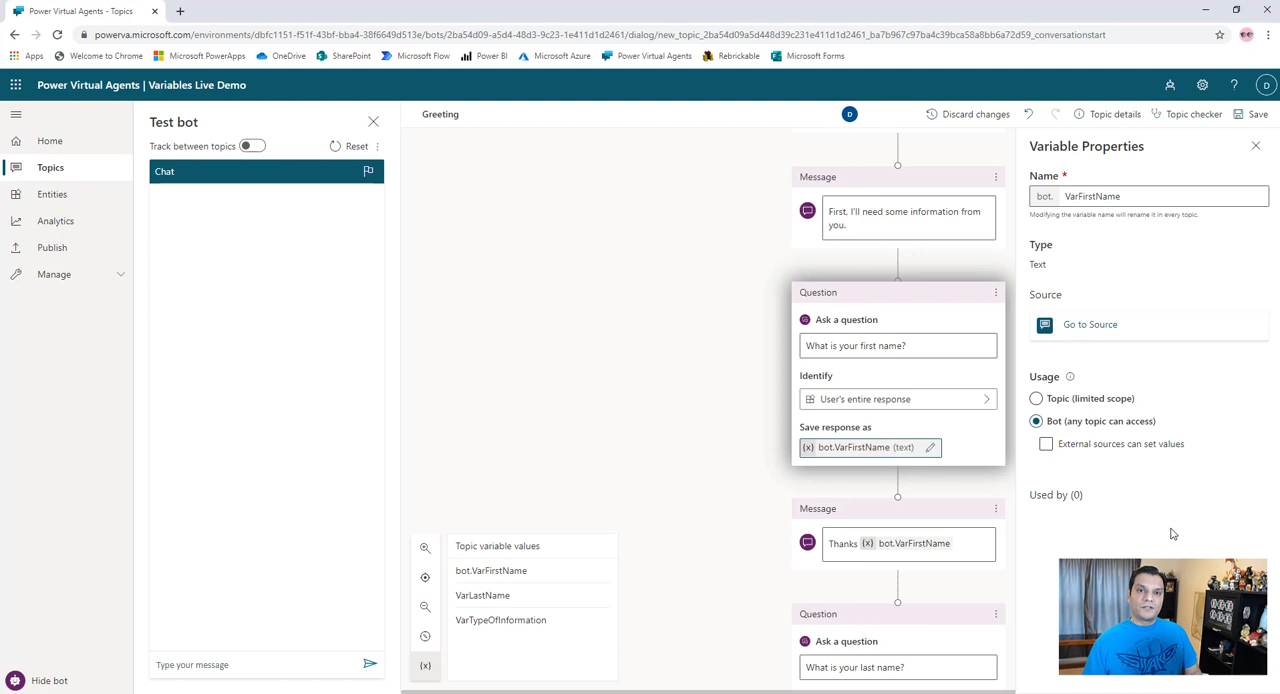 Power Virtual Agents - Topics
powerva.microsoft.com/environments/dbfc1151-f51f-43bf-bba4-38f6649d513e/bots/2ba54d09-a5d4-48d3-9c23-1e411d1d2461/dialog/new_topic_2ba54d09a5d448d39c231e411d1d2461_ba7b967c97ba4c39bca58a8bb6a72d59_conversationstart
Apps
Welcome to Chrome
Microsoft PowerApps
OneDrive
SharePoint
Microsoft Flow
Power BI
Microsoft Azure
Power Virtual Agents
Rebrickable
Microsoft Forms
Power Virtual Agents | Variables Live Demo
D
Home
Topics
Entities
Analytics
Publish
Manage
Hide bot
Test bot
Track between topics
Reset
Chat
Type your message
Greeting
D
Discard changes
Topic details
Topic checker
Save
Message
First, I'll need some information from
you.
Question
Ask a question
What is your first name?
Identify
User's entire response
Save response as
{x} bot.VarFirstName (text)
Message
Thanks {x} bot.VarFirstName
Question
Ask a question
What is your last name?
(x)
Topic variable values
bot.VarFirstName
VarLastName
VarTypeOfInformation
Variable Properties
Name *
bot. VarFirstName
Modifying the variable name will rename it in every topic.
Type
Text
Source
Go to Source
Usage
Topic (limited scope)
Bot (any topic can access)
External sources can set values
Used by (0)